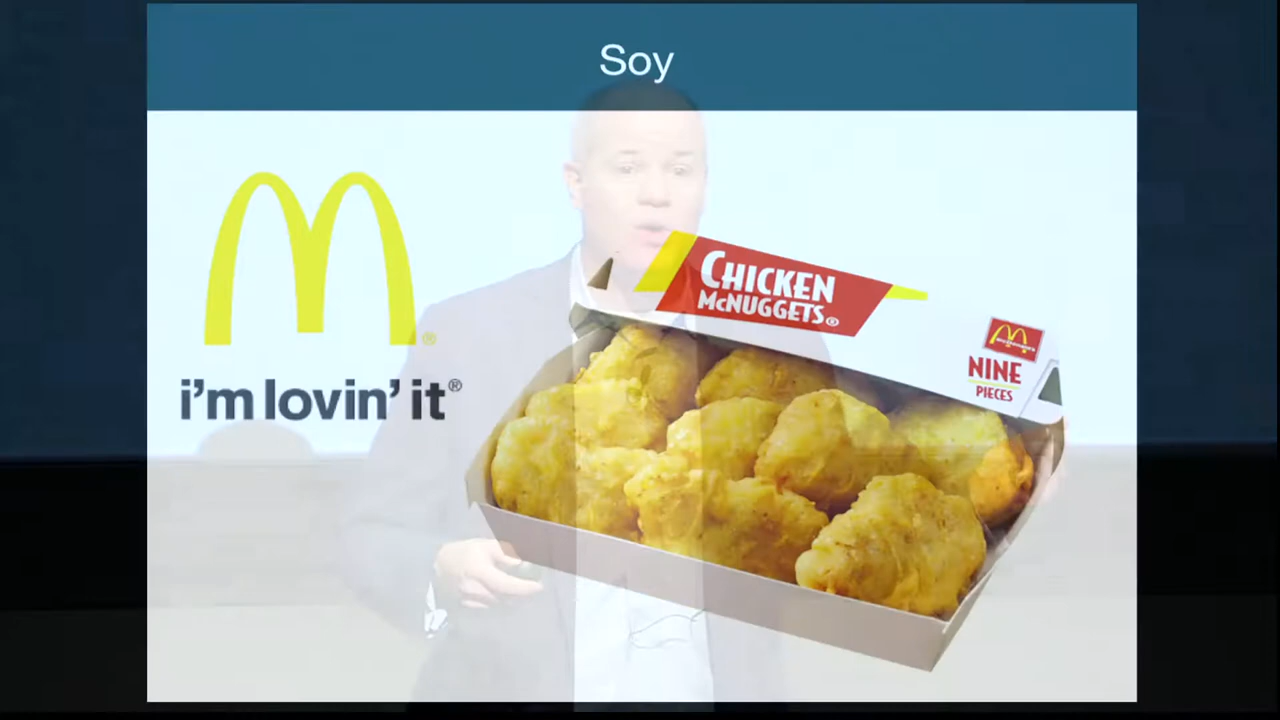 Soy
i'm lovin' it®
CHICKEN
McNUGGETS®
NINE
PIECES